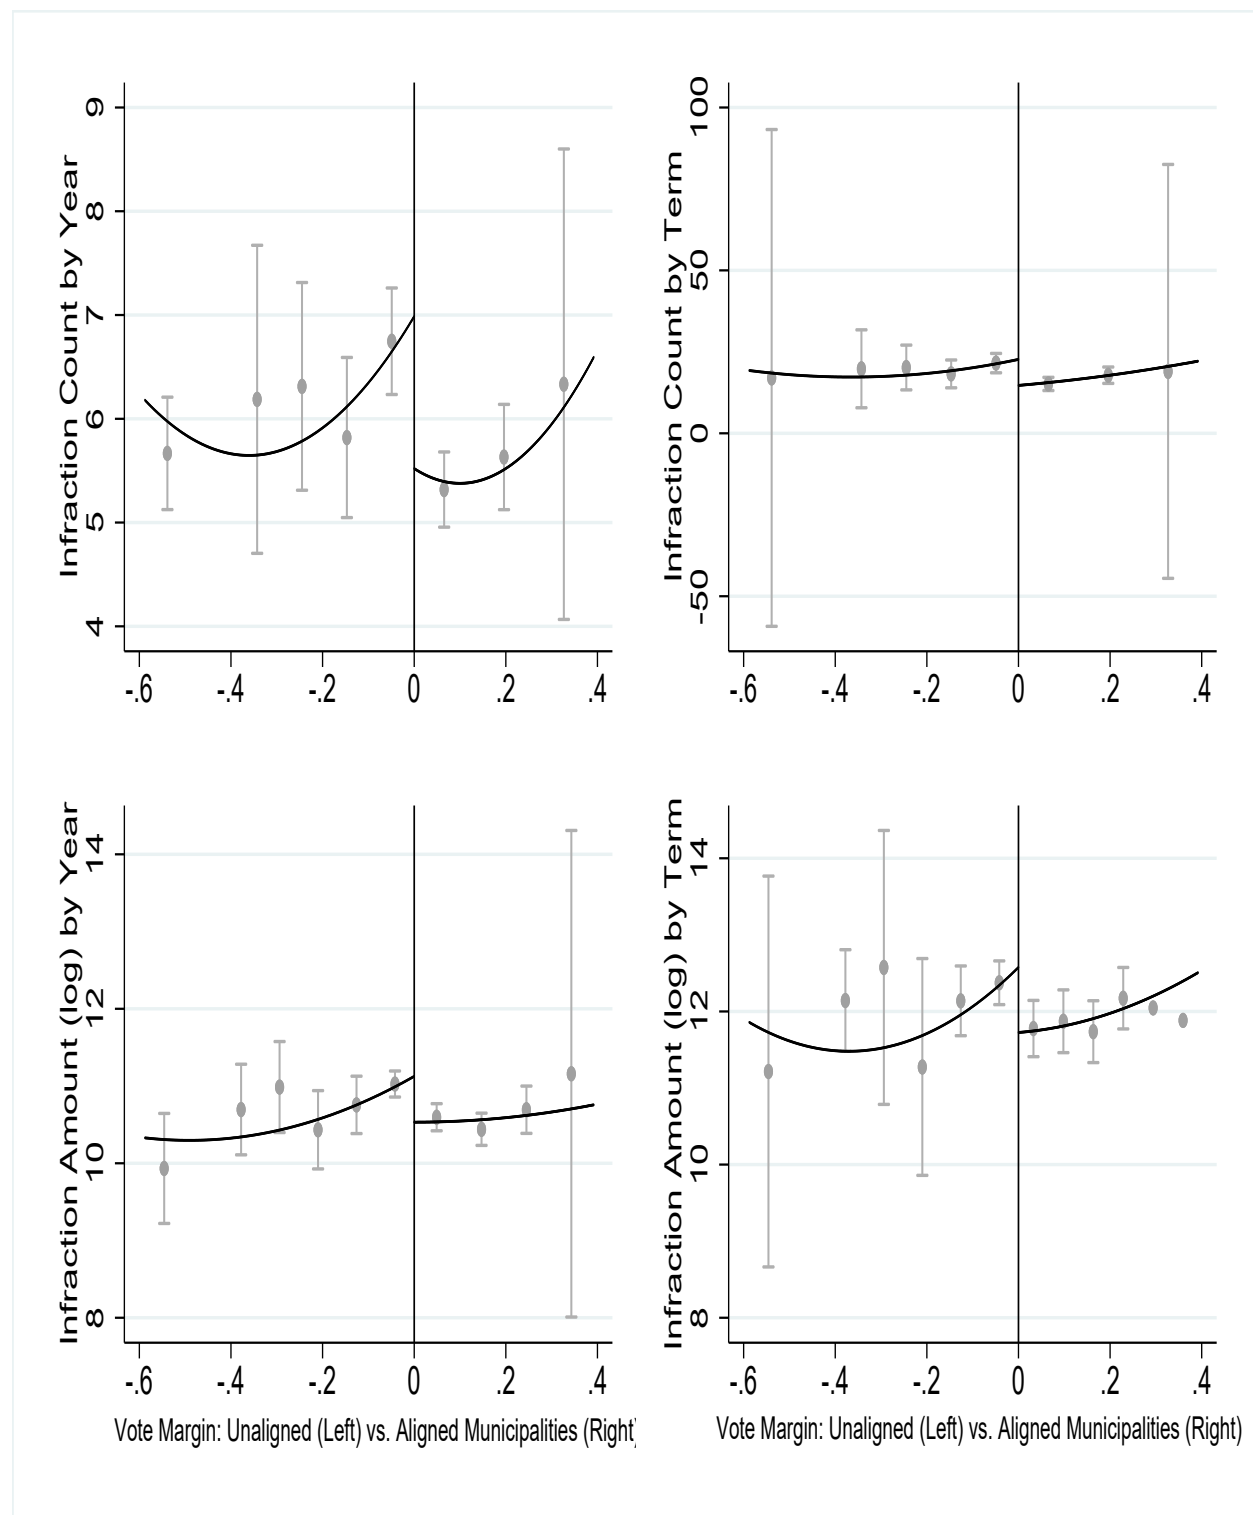 Infraction Count by Year
9
8
7
6
5
4
-.6 -.4 -.2 0 .2 .4
Infraction Count by Term
100
50
0
-50
-.6 -.4 -.2 0 .2 .4
Infraction Amount (log) by Year
14
12
10
8
-.6 -.4 -.2 0 .2 .4
Vote Margin: Unaligned (Left) vs. Aligned Municipalities (Right)
Infraction Amount (log) by Term
14
12
10
8
-.6 -.4 -.2 0 .2 .4
Vote Margin: Unaligned (Left) vs. Aligned Municipalities (Right)